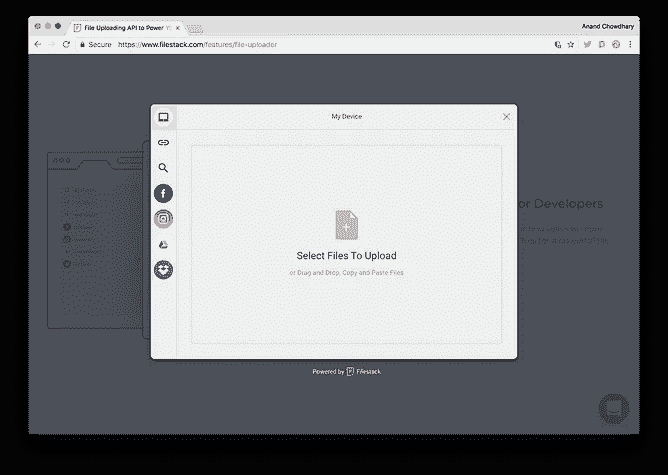 File Uploading API to Power Y
Anand Chowdhary
Secure
https://www.filestack.com/features/file-uploader
My Device
or Developers
Select Files To Upload
or Drag and Drop, Copy and Paste Files
Powered by Filestack